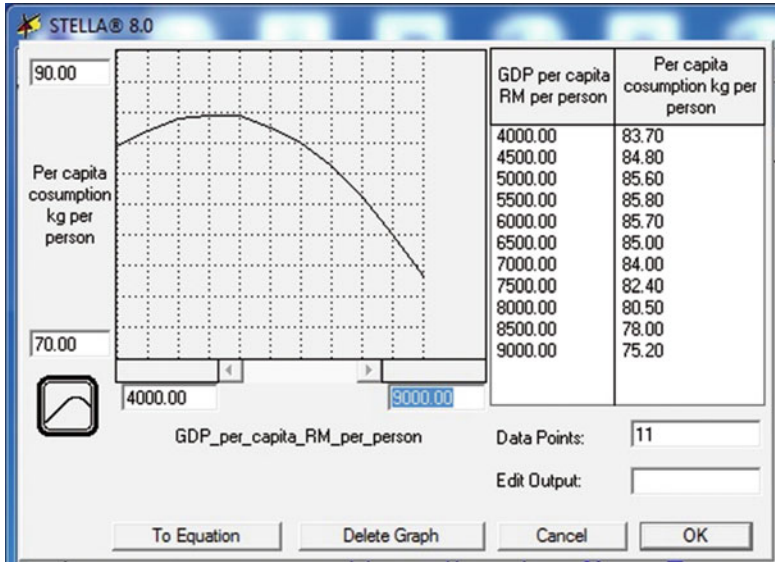 STELLA® 8.0
90.00
Per capita
cosumption
kg per
person
70.00
4000.00
9000.00
GDP_per_capita_RM_per_person
GDP per capita
RM per person
Per capita
cosumption kg per
person
4000.00 83.70
4500.00 84.80
5000.00 85.60
5500.00 85.80
6000.00 85.70
6500.00 85.00
7000.00 84.00
7500.00 82.40
8000.00 80.50
8500.00 78.00
9000.00 75.20
Data Points: 11
Edit Output:
To Equation
Delete Graph
Cancel
OK